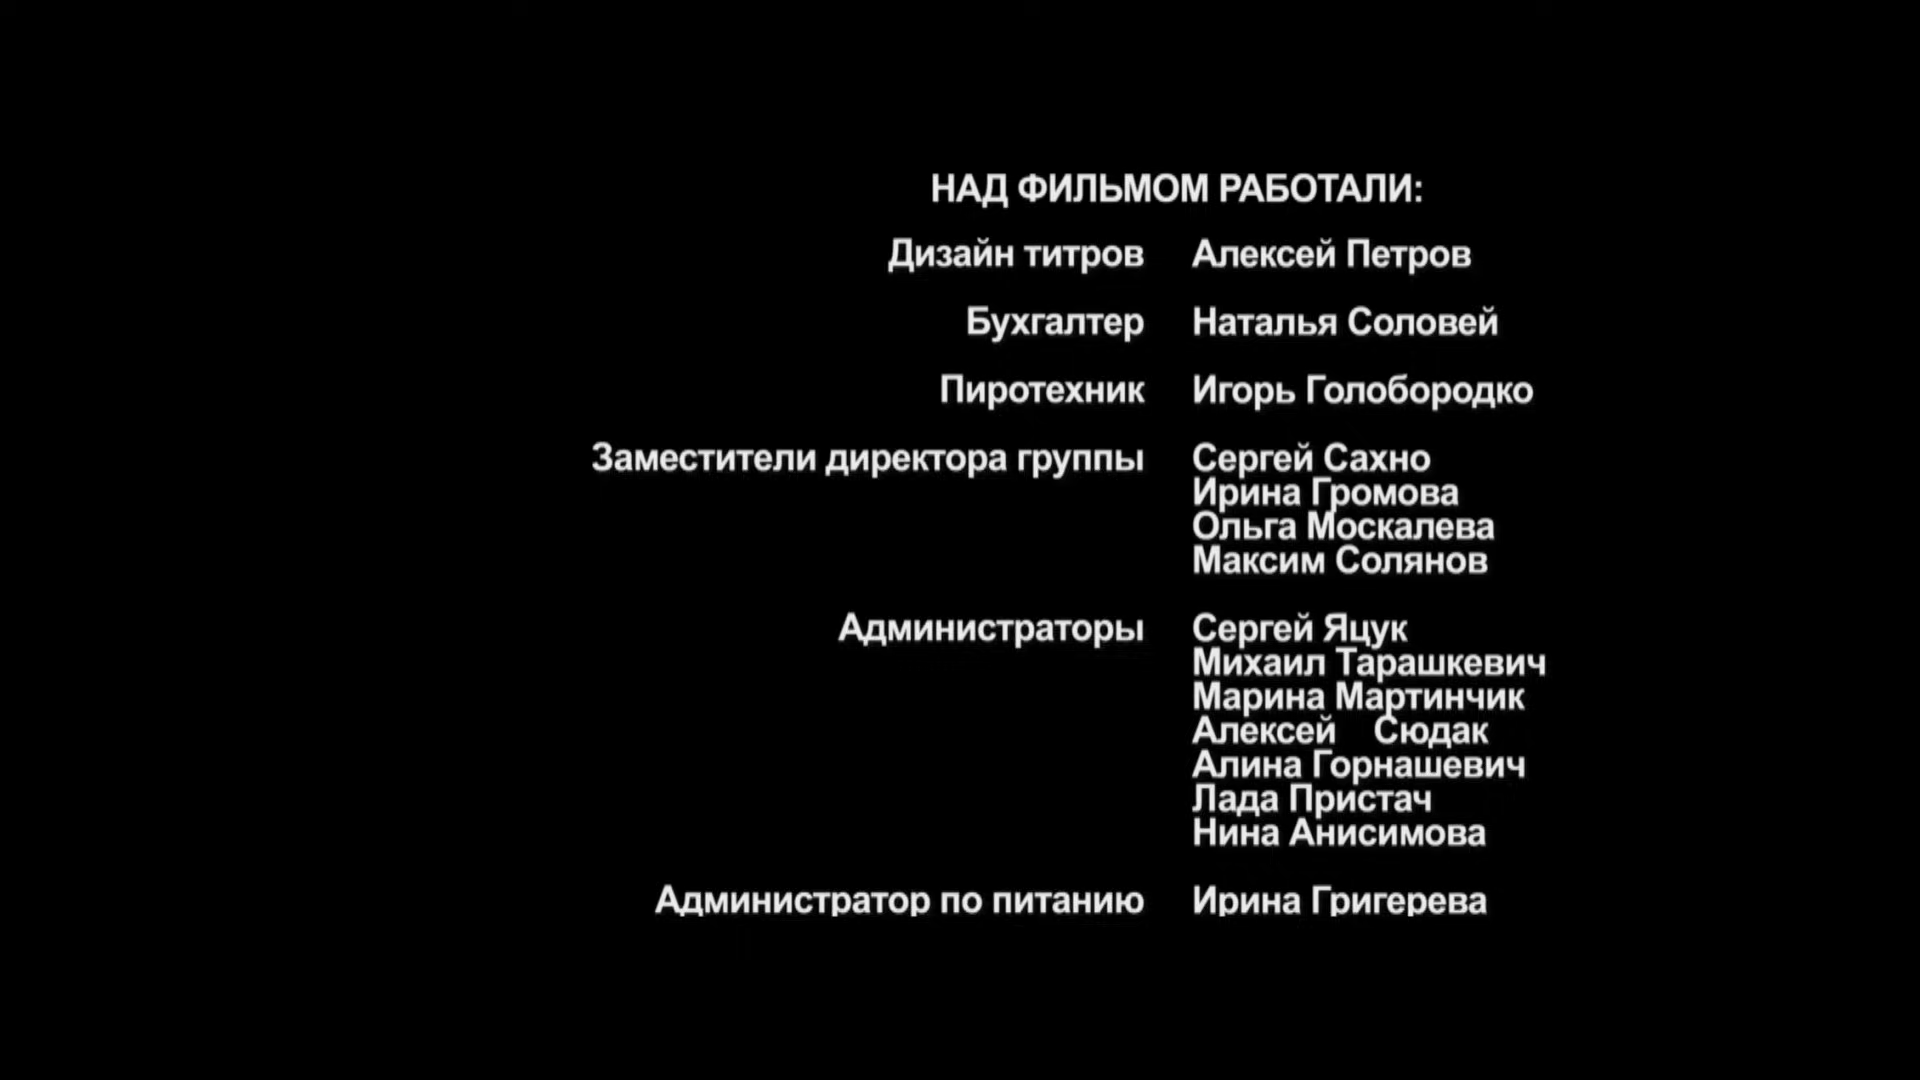 НАД ФИЛЬМОМ РАБОТАЛИ:
Дизайн титров Алексей Петров
Бухгалтер Наталья Соловей
Пиротехник Игорь Голобородко
Заместители директора группы Сергей Сахно
Ирина Громова
Ольга Москалева
Максим Солянов
Администраторы Сергей Яцук
Михаил Тарашкевич
Марина Мартинчик
Алексей Сюдак
Алина Горнашевич
Лада Пристач
Нина Анисимова
Администратор по питанию Ирина Григерева